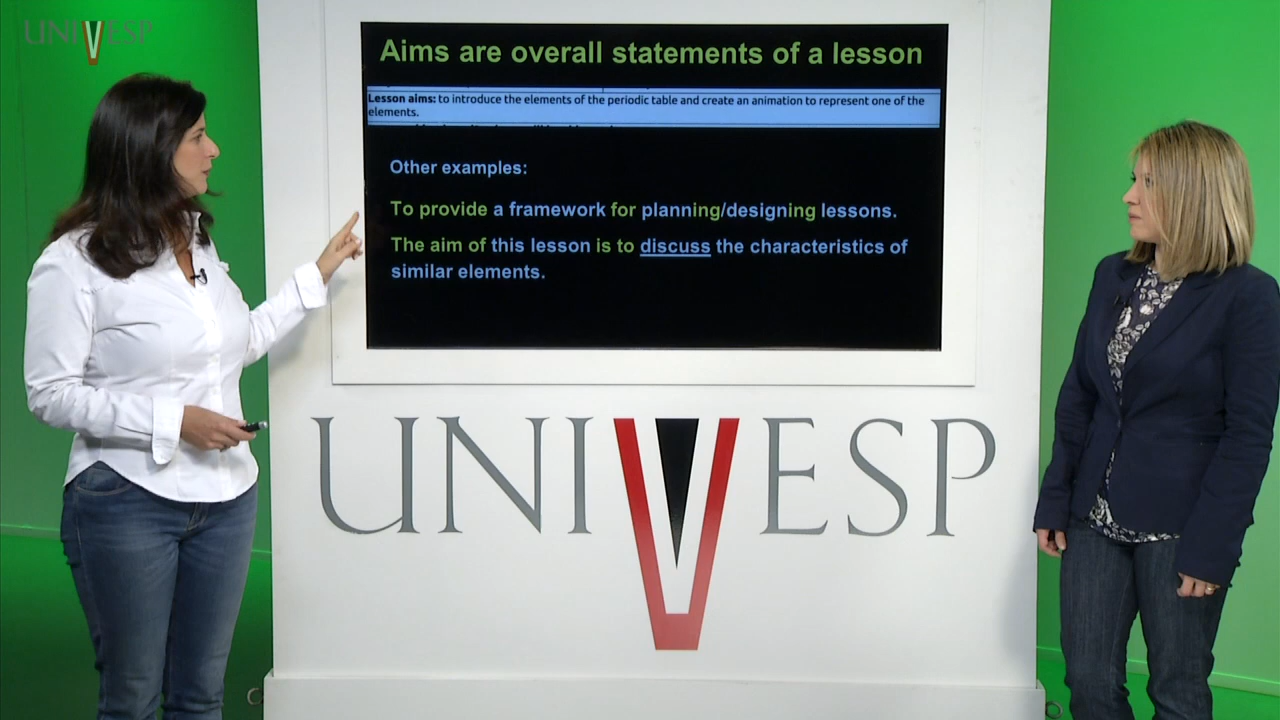 UNIVESP
Aims are overall statements of a lesson
Lesson aims: to introduce the elements of the periodic table and create an animation to represent one of the
elements.
Other examples:
To provide a framework for planning/designing lessons.
The aim of this lesson is to discuss the characteristics of
similar elements.
UNIVESP